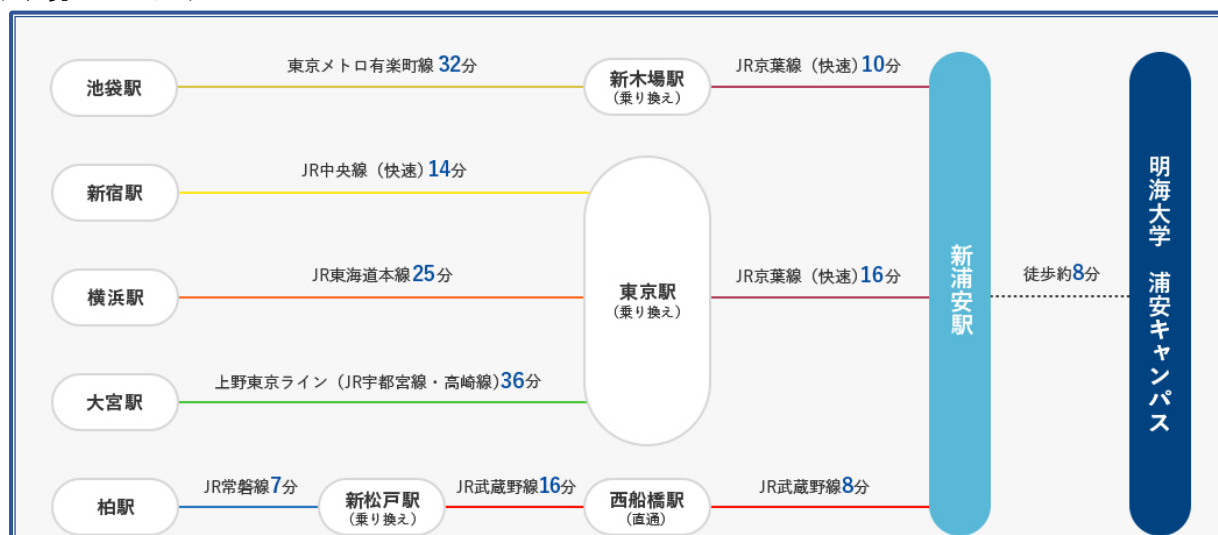 東京メトロ有楽町線 32分
JR京葉線（快速）10分
池袋駅
新木場駅
（乗り換え）
JR中央線（快速）14分
新宿駅
JR東海道本線25分
横浜駅
東京駅
（乗り換え）
JR京葉線（快速）16分
新浦安駅
徒歩約8分
明海大学 浦安キャンパス
上野東京ライン（JR宇都宮線・高崎線)36分
大宮駅
JR常磐線7分
JR武蔵野線16分
JR武蔵野線8分
柏駅
新松戸駅
（乗り換え）
西船橋駅
（直通）